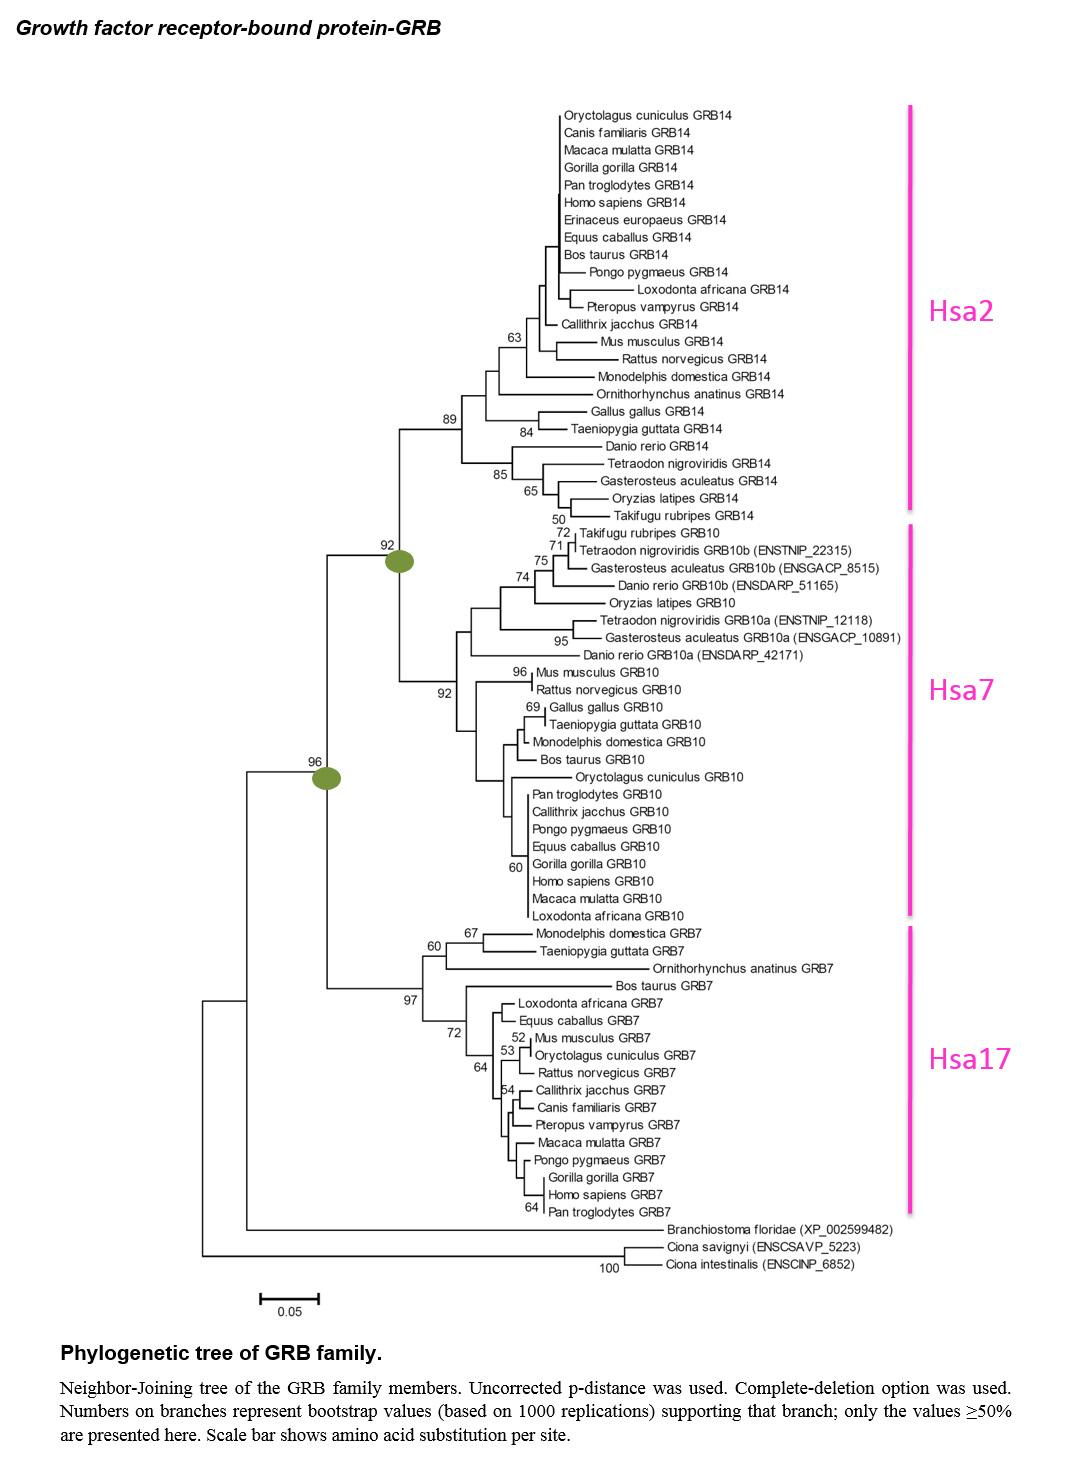 Growth factor receptor-bound protein-GRB
Oryctolagus cuniculus GRB14
Canis familiaris GRB14
Macaca mulatta GRB14
Gorilla gorilla GRB14
Pan troglodytes GRB14
Homo sapiens GRB14
Erinaceus europaeus GRB14
Equus caballus GRB14
Bos taurus GRB14
Pongo pygmaeus GRB14
Loxodonta africana GRB14
Pteropus vampyrus GRB14
Hsa2
Callithrix jacchus GRB14
63
Mus musculus GRB14
Rattus norvegicus GRB14
Monodelphis domestica GRB14
Ornithorhynchus anatinus GRB14
Gallus gallus GRB14
89
84
Taeniopygia guttata GRB14
Danio rerio GRB14
85
Tetraodon nigroviridis GRB14
65
Gasterosteus aculeatus GRB14
Oryzias latipes GRB14
50
Takifugu rubripes GRB14
72
Takifugu rubripes GRB10
92
71
Tetraodon nigroviridis GRB10b (ENSTNIP_22315)
75
Gasterosteus aculeatus GRB10b (ENSGACP_8515)
74
Danio rerio GRB10b (ENSDARP_51165)
Oryzias latipes GRB10
Tetraodon nigroviridis GRB10a (ENSTNIP_12118)
95
Gasterosteus aculeatus GRB10a (ENSGACP_10891)
Danio rerio GRB10a (ENSDARP_42171)
96
Mus musculus GRB10
92
Rattus norvegicus GRB10
Hsa7
69
Gallus gallus GRB10
Taeniopygia guttata GRB10
Monodelphis domestica GRB10
Bos taurus GRB10
96
Oryctolagus cuniculus GRB10
Pan troglodytes GRB10
Callithrix jacchus GRB10
Pongo pygmaeus GRB10
Equus caballus GRB10
60
Gorilla gorilla GRB10
Homo sapiens GRB10
Macaca mulatta GRB10
Loxodonta africana GRB10
67
Monodelphis domestica GRB7
60
Taeniopygia guttata GRB7
Ornithorhynchus anatinus GRB7
97
Bos taurus GRB7
Loxodonta africana GRB7
72
Equus caballus GRB7
52
Mus musculus GRB7
53
Oryctolagus cuniculus GRB7
Hsa17
64
Rattus norvegicus GRB7
54
Callithrix jacchus GRB7
Canis familiaris GRB7
Pteropus vampyrus GRB7
Macaca mulatta GRB7
Pongo pygmaeus GRB7
Gorilla gorilla GRB7
Homo sapiens GRB7
64
Pan troglodytes GRB7
Branchiostoma floridae (XP_002599482)
Ciona savignyi (ENSCSAVP_5223)
100
Ciona intestinalis (ENSCINP_6852)
0.05
Phylogenetic tree of GRB family.
Neighbor-Joining tree of the GRB family members. Uncorrected p-distance was used. Complete-deletion option was used.
Numbers on branches represent bootstrap values (based on 1000 replications) supporting that branch; only the values ≥50%
are presented here. Scale bar shows amino acid substitution per site.